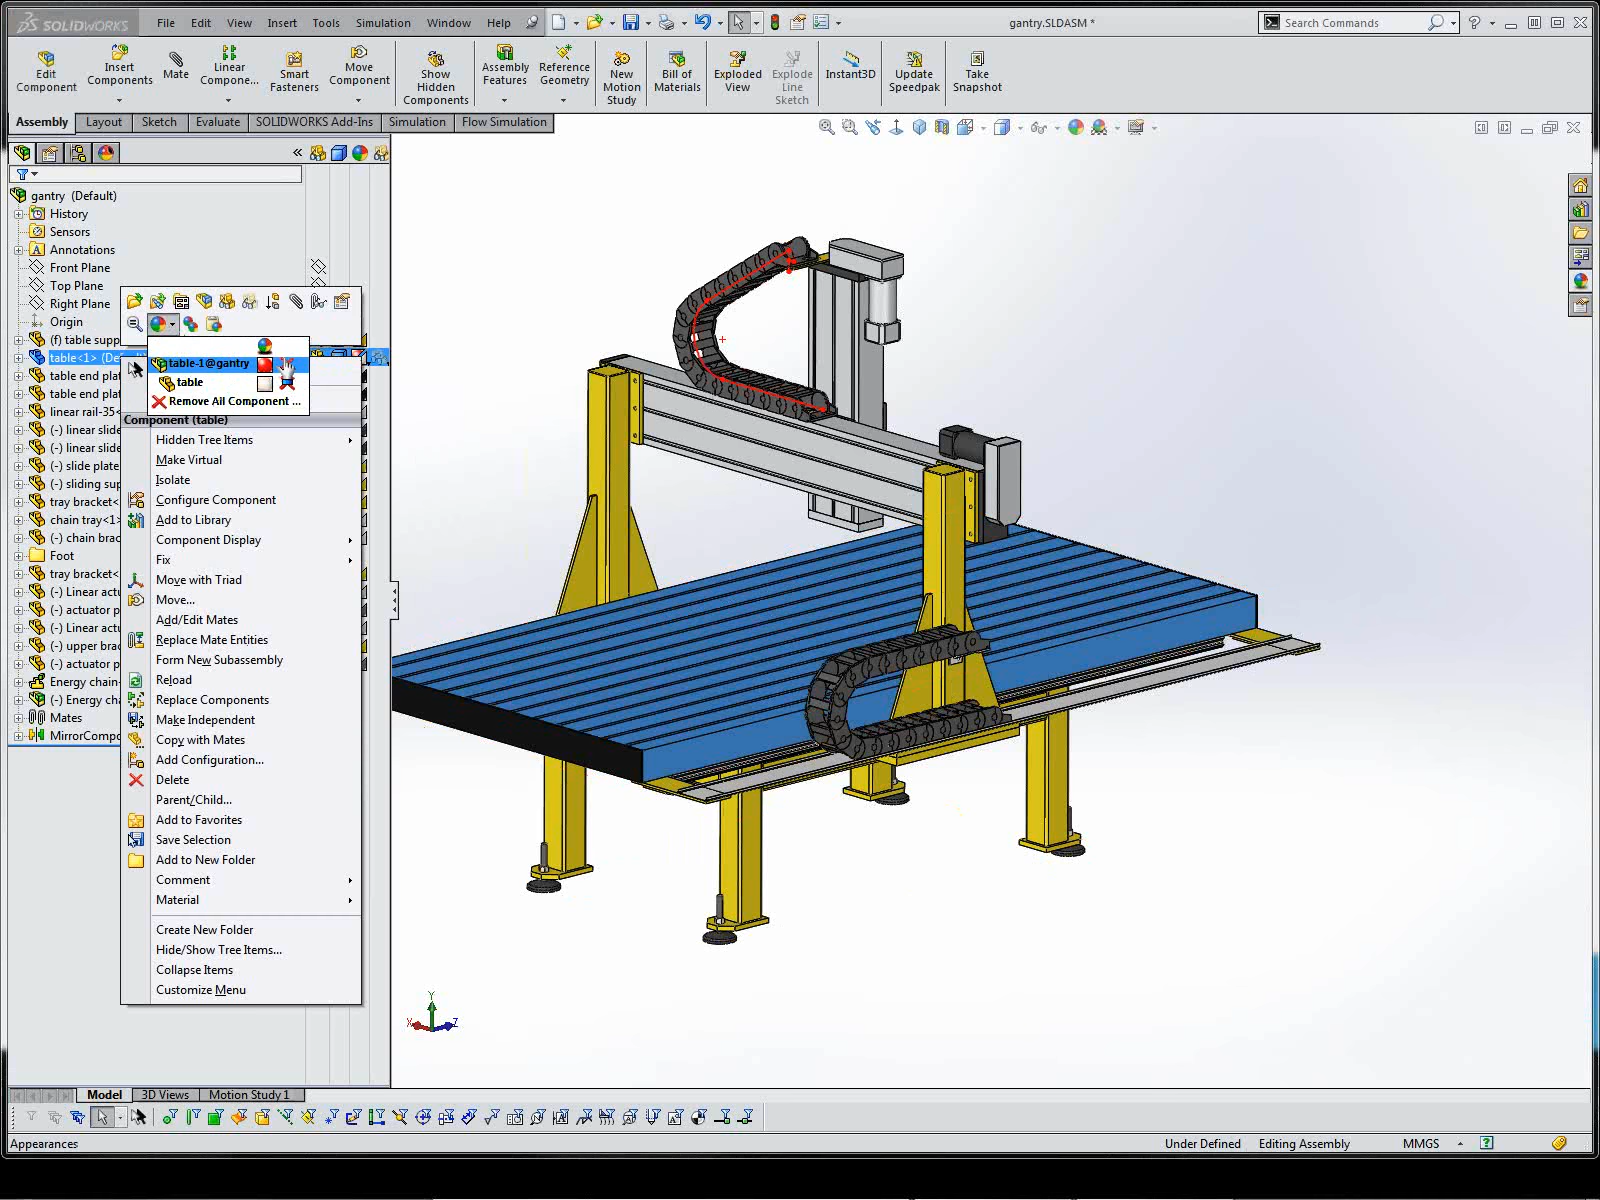 SOLIDWORKS
File Edit View Insert Tools Simulation Window Help
gantry.SLDASM *
Search Commands
Edit Component
Insert Components
Mate
Linear Compone...
Smart Fasteners
Move Component
Show Hidden Components
Assembly Features
Reference Geometry
New Motion Study
Bill of Materials
Exploded View
Explode Line Sketch
Instant3D
Update Speedpak
Take Snapshot
Assembly Layout Sketch Evaluate SOLIDWORKS Add-Ins Simulation Flow Simulation
gantry (Default)
History
Sensors
Annotations
Front Plane
Top Plane
Right Plane
Origin
(f) table supp
table<1> (De
table end plat
table end plat
linear rail-35<
(-) linear slide
(-) linear slide
(-) slide plate
(-) sliding sup
tray bracket<
chain tray<1>
(-) chain brac
Foot
tray bracket<
(-) Linear actu
(-) actuator p
(-) Linear actu
(-) upper brac
(-) actuator p
Energy chain-
(-) Energy cha
Mates
MirrorCompo
table-1@gantry
table
Remove All Component ...
Component (table)
Hidden Tree Items
Make Virtual
Isolate
Configure Component
Add to Library
Component Display
Fix
Move with Triad
Move...
Add/Edit Mates
Replace Mate Entities
Form New Subassembly
Reload
Replace Components
Make Independent
Copy with Mates
Add Configuration...
Delete
Parent/Child...
Add to Favorites
Save Selection
Add to New Folder
Comment
Material
Create New Folder
Hide/Show Tree Items...
Collapse Items
Customize Menu
Y
X Z
Model 3D Views Motion Study 1
Appearances
Under Defined Editing Assembly MMGS